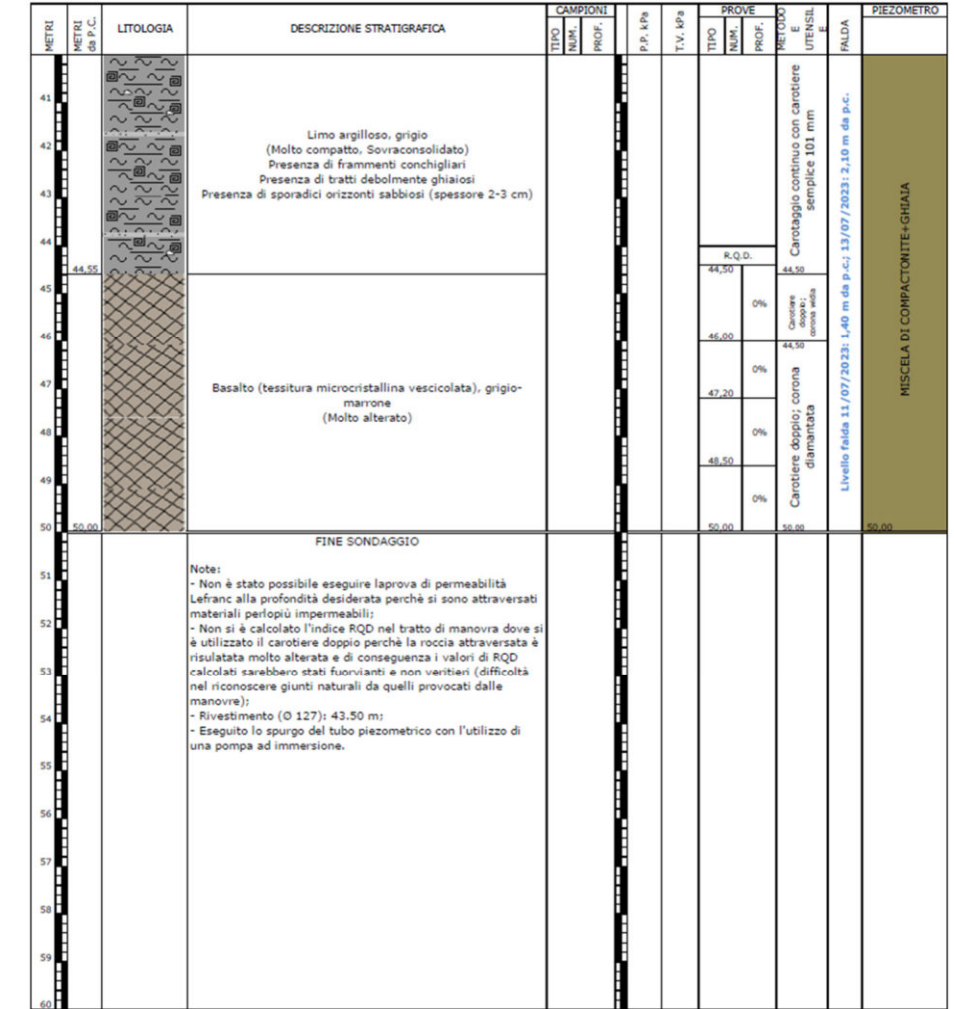 METRI
METRI
da P.C.
LITOLOGIA
DESCRIZIONE STRATIGRAFICA
CAMPIONI
TIPO
NUM.
PROF.
P.P. kPa
T.V. kPa
PROVE
TIPO
NUM.
PROF.
METODO
E
UTENSIL
E
FALDA
PIEZOMETRO
41
42
43
44
45
46
47
48
49
50
51
52
53
54
55
56
57
58
59
60
44,55
50,00
Limo argilloso, grigio
(Molto compatto, Sovraconsolidato)
Presenza di frammenti conchigliari
Presenza di tratti debolmente ghiaiosi
Presenza di sporadici orizzonti sabbiosi (spessore 2-3 cm)
Basalto (tessitura microcristallina vescicolata), grigio-
marrone
(Molto alterato)
FINE SONDAGGIO
Note:
- Non è stato possibile eseguire laprova di permeabilità
Lefranc alla profondità desiderata perchè si sono attraversati
materiali perlopiù impermeabili;
- Non si è calcolato l'indice RQD nel tratto di manovra dove si
è utilizzato il carotiere doppio perchè la roccia attraversata è
risulatata molto alterata e di conseguenza i valori di RQD
calcolati sarebbero stati fuorvianti e non veritieri (difficoltà
nel riconoscere giunti naturali da quelli provocati dalle
manovre);
- Rivestimento (Ø 127): 43.50 m;
- Eseguito lo spurgo del tubo piezometrico con l'utilizzo di
una pompa ad immersione.
R.Q.D.
44,50
0%
46,00
0%
47,20
0%
48,50
0%
50,00
Carotaggio continuo con carotiere
semplice 101 mm
44,50
Carotiere
doppio;
corona widia
44,50
Carotiere doppio; corona
diamantata
50,00
Livello falda 11/07/2023: 1,40 m da p.c.; 13/07/2023: 2,10 m da p.c.
MISCELA DI COMPACTONITE+GHIAIA
50,00